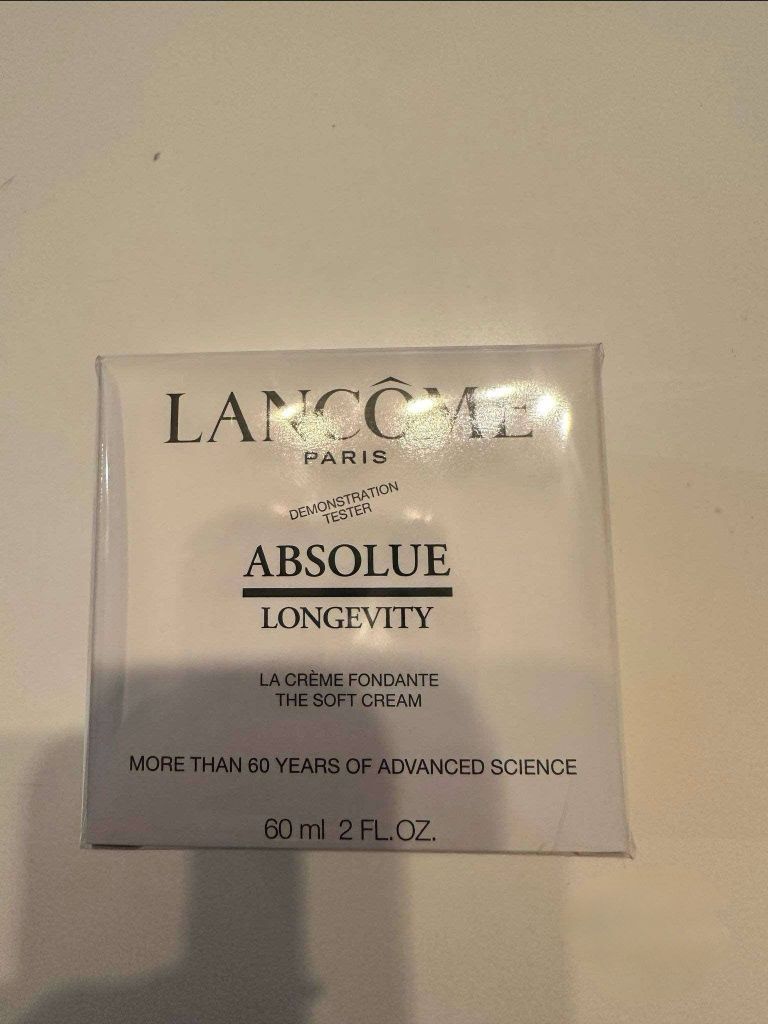 LANCÔME
PARIS
DEMONSTRATION
TESTER
ABSOLUE
LONGEVITY
LA CRÈME FONDANTE
THE SOFT CREAM
MORE THAN 60 YEARS OF ADVANCED SCIENCE
60 ml 2 FL.OZ.